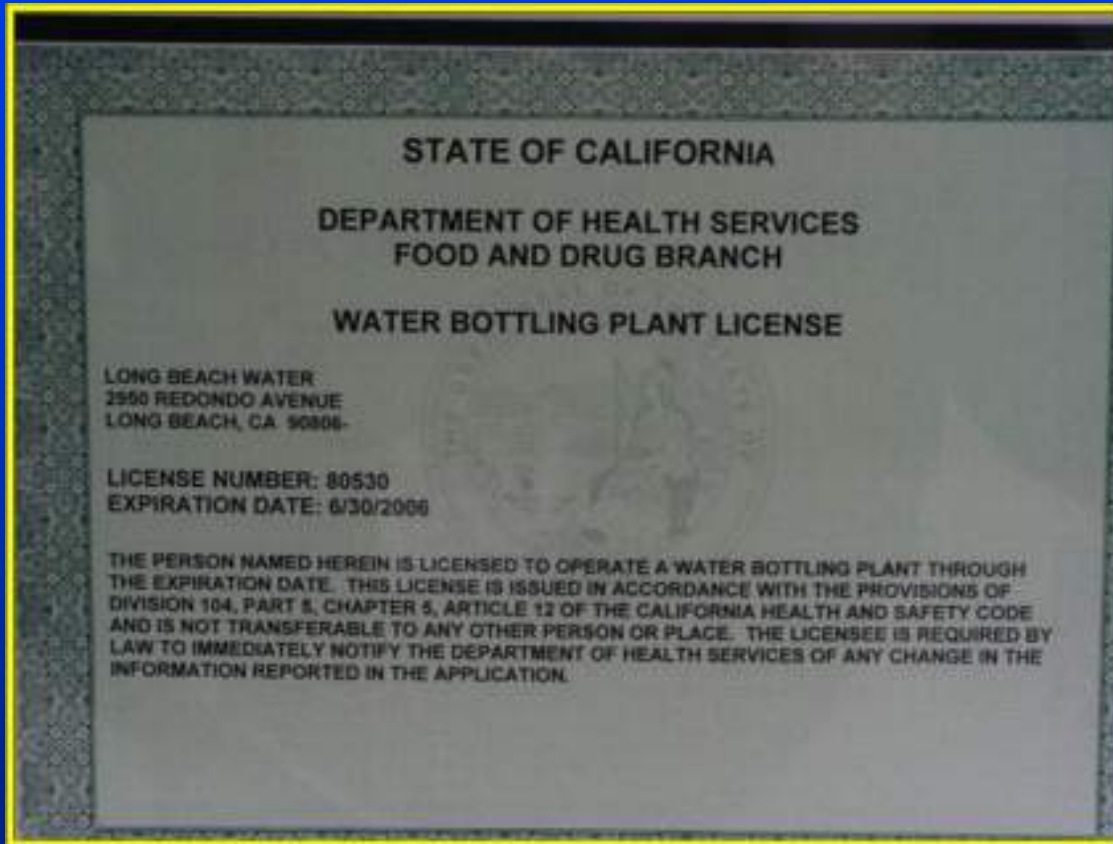 STATE OF CALIFORNIA
DEPARTMENT OF HEALTH SERVICES
FOOD AND DRUG BRANCH
WATER BOTTLING PLANT LICENSE
LONG BEACH WATER
2950 REDONDO AVENUE
LONG BEACH, CA 90806-
LICENSE NUMBER: 80530
EXPIRATION DATE: 6/30/2006
THE PERSON NAMED HEREIN IS LICENSED TO OPERATE A WATER BOTTLING PLANT THROUGH
THE EXPIRATION DATE. THIS LICENSE IS ISSUED IN ACCORDANCE WITH THE PROVISIONS OF
DIVISION 104, PART 5, CHAPTER 5, ARTICLE 12 OF THE CALIFORNIA HEALTH AND SAFETY CODE
AND IS NOT TRANSFERABLE TO ANY OTHER PERSON OR PLACE. THE LICENSEE IS REQUIRED BY
LAW TO IMMEDIATELY NOTIFY THE DEPARTMENT OF HEALTH SERVICES OF ANY CHANGE IN THE
INFORMATION REPORTED IN THE APPLICATION.